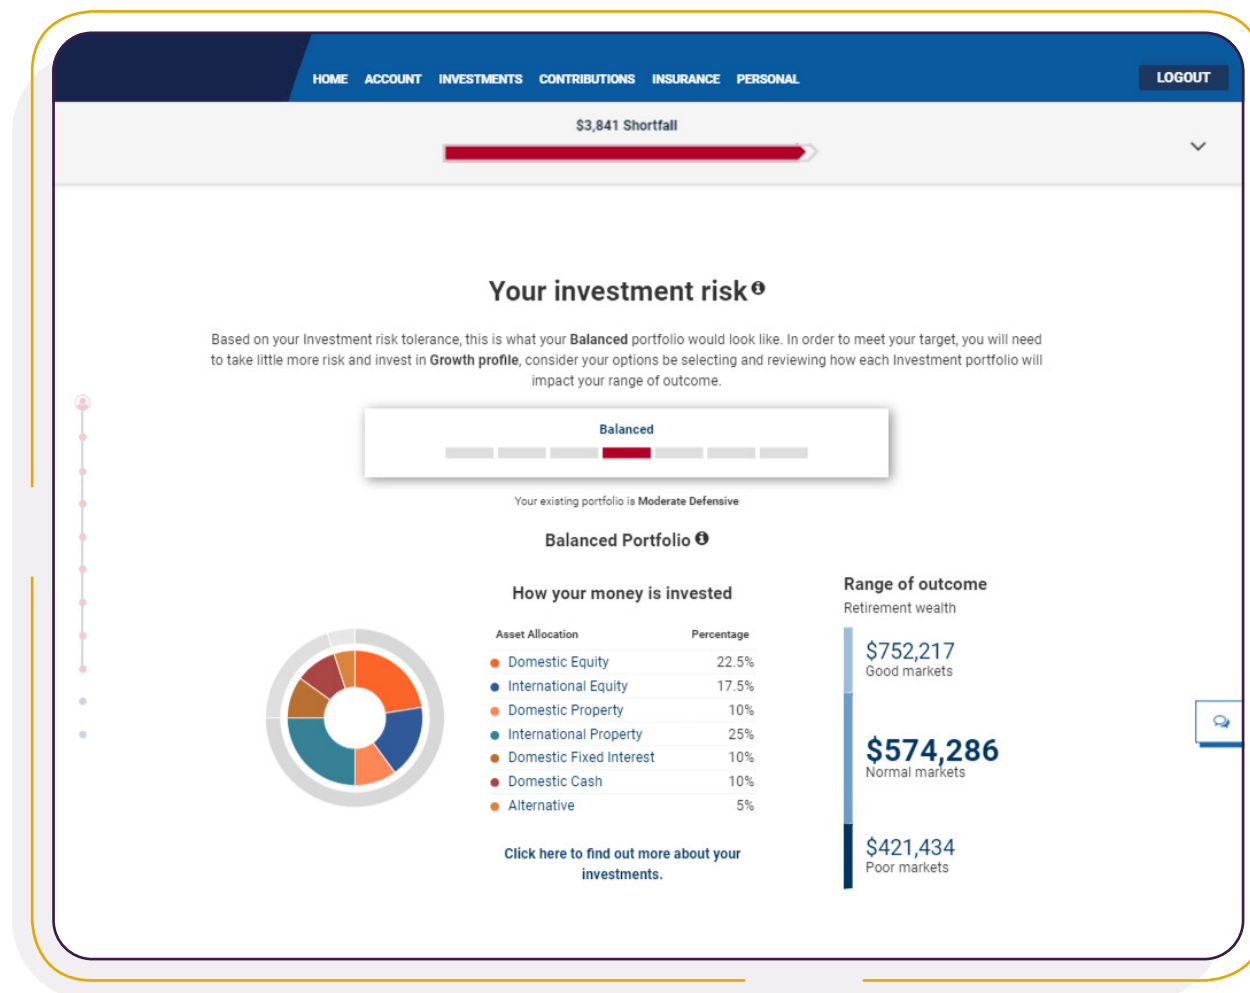 HOME ACCOUNT INVESTMENTS CONTRIBUTIONS INSURANCE PERSONAL LOGOUT
$3,841 Shortfall
Your investment risk
Based on your Investment risk tolerance, this is what your Balanced portfolio would look like. In order to meet your target, you will need
to take little more risk and invest in Growth profile, consider your options be selecting and reviewing how each Investment portfolio will
impact your range of outcome.
Balanced
Your existing portfolio is Moderate Defensive
Balanced Portfolio
How your money is invested
Asset Allocation Percentage
Domestic Equity 22.5%
International Equity 17.5%
Domestic Property 10%
International Property 25%
Domestic Fixed Interest 10%
Domestic Cash 10%
Alternative 5%
Click here to find out more about your
investments.
Range of outcome
Retirement wealth
$752,217
Good markets
$574,286
Normal markets
$421,434
Poor markets